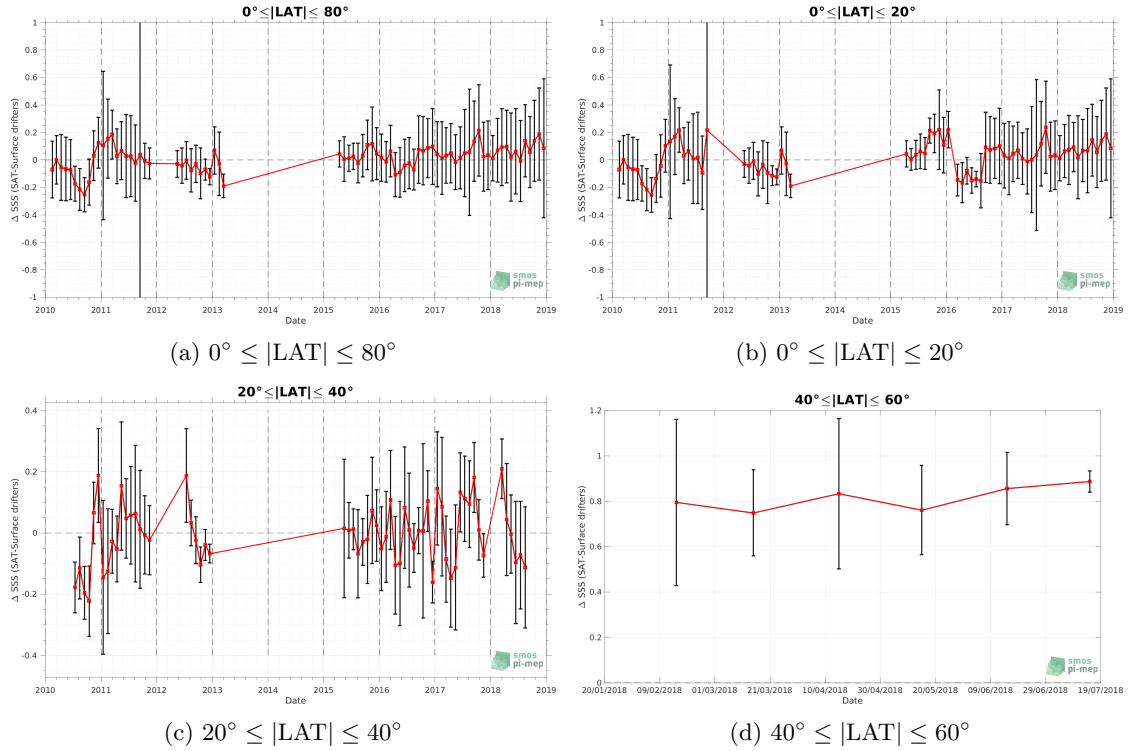 0°≤|LAT|≤ 80°
Δ SSS (SAT-Surface drifters)
1
0.8
0.6
0.4
0.2
0
-0.2
-0.4
-0.6
-0.8
-1
smos
pi-mep
2010 2011 2012 2013 2014 2015 2016 2017 2018 2019
Date
(a) 0° ≤ |LAT| ≤ 80°
0°≤|LAT|≤ 20°
Δ SSS (SAT-Surface drifters)
1
0.8
0.6
0.4
0.2
0
-0.2
-0.4
-0.6
-0.8
-1
smos
pi-mep
2010 2011 2012 2013 2014 2015 2016 2017 2018 2019
Date
(b) 0° ≤ |LAT| ≤ 20°
20°≤|LAT|≤ 40°
Δ SSS (SAT-Surface drifters)
0.4
0.2
0
-0.2
-0.4
smos
pi-mep
2010 2011 2012 2013 2014 2015 2016 2017 2018 2019
Date
(c) 20° ≤ |LAT| ≤ 40°
40°≤|LAT|≤ 60°
Δ SSS (SAT-Surface drifters)
1.2
1
0.8
0.6
0.4
0.2
0
smos
pi-mep
20/01/2018 09/02/2018 01/03/2018 21/03/2018 10/04/2018 30/04/2018 20/05/2018 09/06/2018 29/06/2018 19/07/2018
Date
(d) 40° ≤ |LAT| ≤ 60°